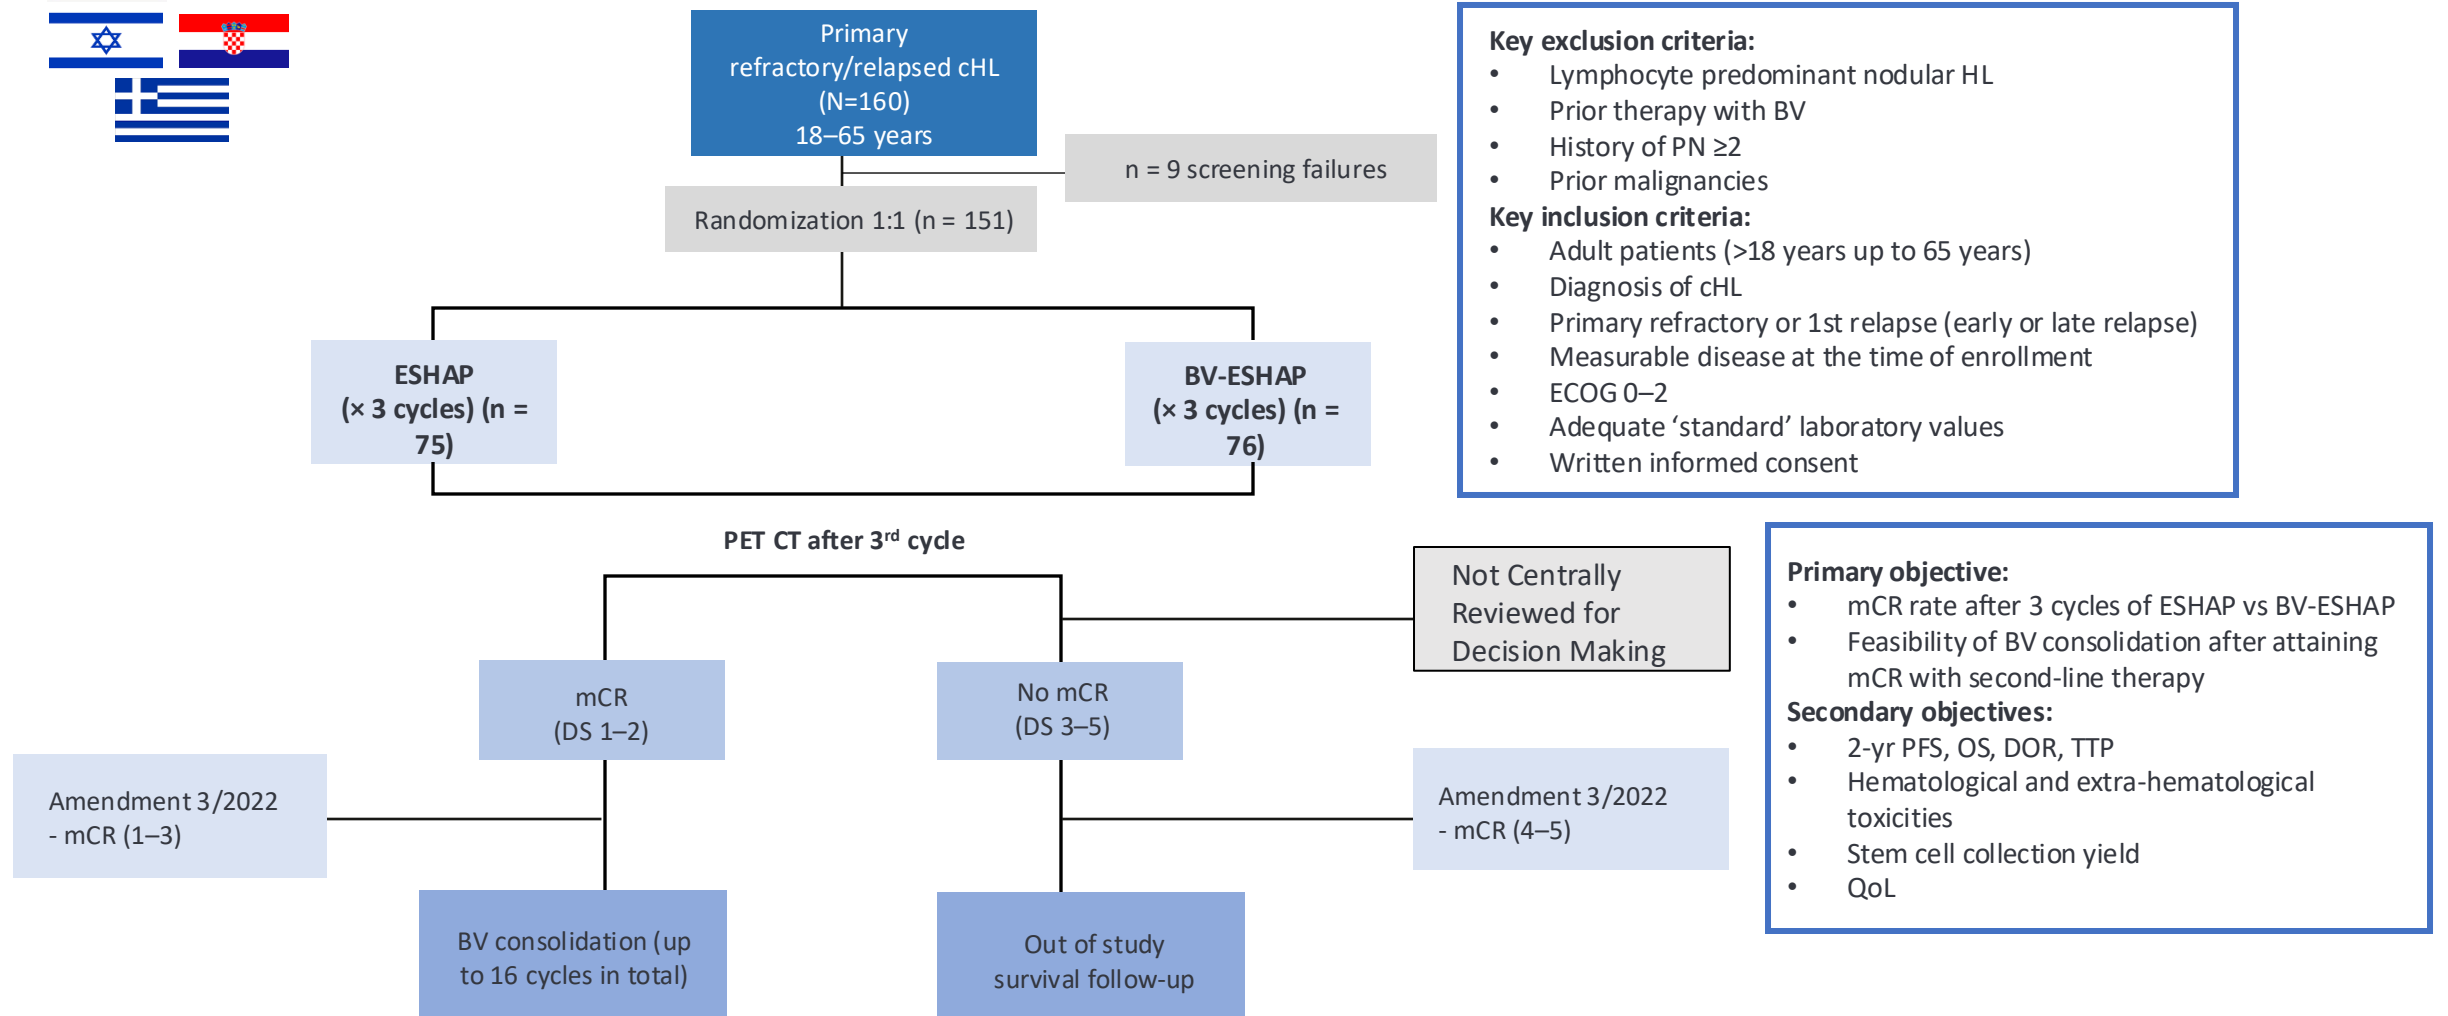 Primary
refractory/relapsed cHL
(N=160)
18–65 years
n = 9 screening failures
Randomization 1:1 (n = 151)
ESHAP
(× 3 cycles) (n =
75)
BV-ESHAP
(× 3 cycles) (n =
76)
Key exclusion criteria:
• Lymphocyte predominant nodular HL
• Prior therapy with BV
• History of PN ≥2
• Prior malignancies
Key inclusion criteria:
• Adult patients (>18 years up to 65 years)
• Diagnosis of cHL
• Primary refractory or 1st relapse (early or late relapse)
• Measurable disease at the time of enrollment
• ECOG 0–2
• Adequate ‘standard’ laboratory values
• Written informed consent
PET CT after 3rd cycle
Not Centrally
Reviewed for
Decision Making
mCR
(DS 1–2)
No mCR
(DS 3–5)
Amendment 3/2022
- mCR (1–3)
Amendment 3/2022
- mCR (4–5)
BV consolidation (up
to 16 cycles in total)
Out of study
survival follow-up
Primary objective:
• mCR rate after 3 cycles of ESHAP vs BV-ESHAP
• Feasibility of BV consolidation after attaining
mCR with second-line therapy
Secondary objectives:
• 2-yr PFS, OS, DOR, TTP
• Hematological and extra-hematological
toxicities
• Stem cell collection yield
• QoL